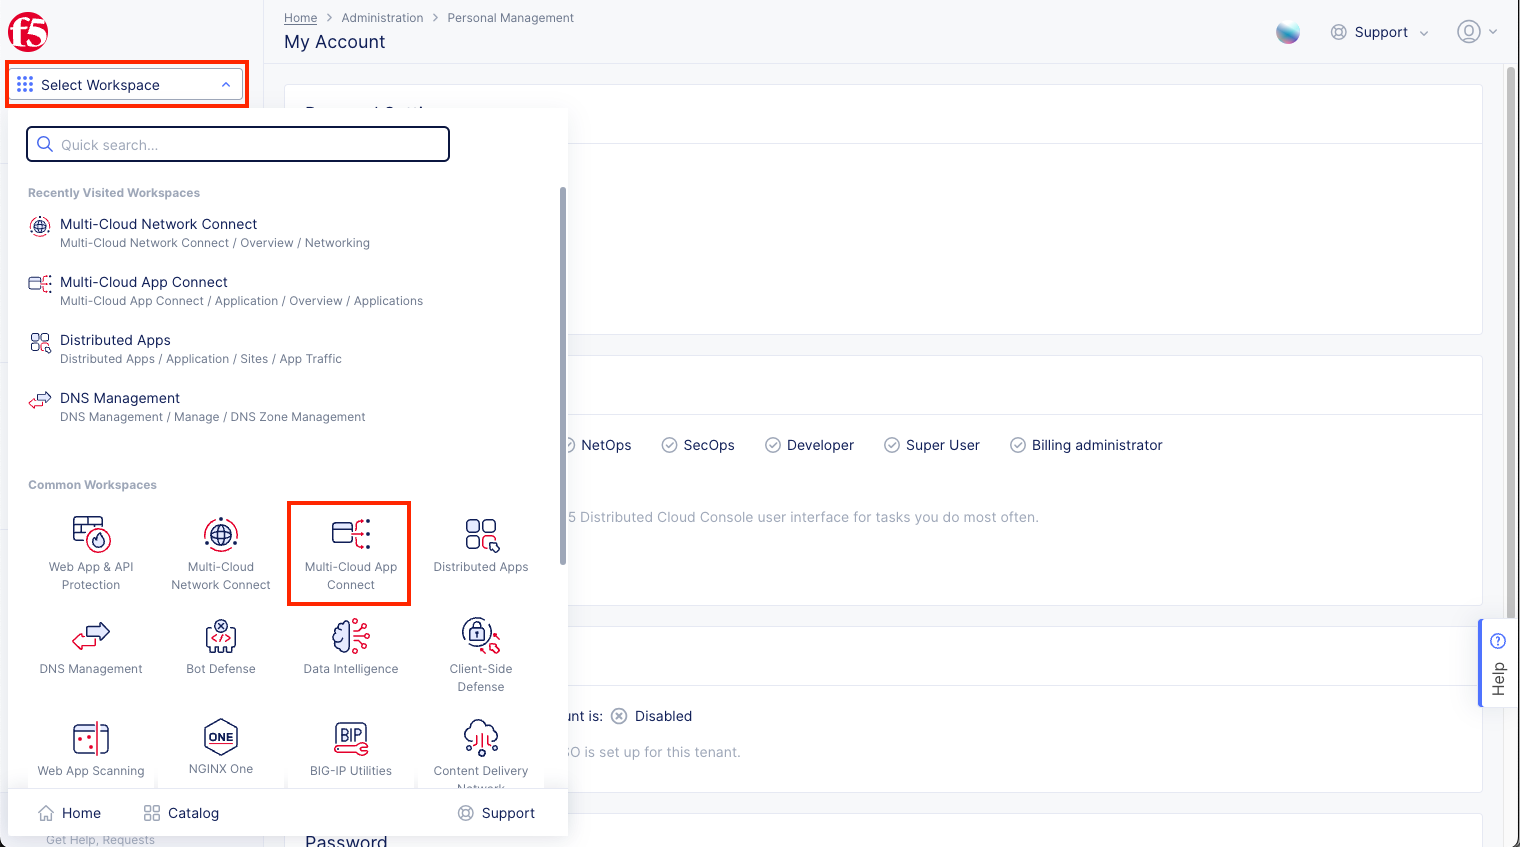 f5
Home > Administration > Personal Management
My Account
Support
Select Workspace
Quick search...
Recently Visited Workspaces
Multi-Cloud Network Connect
Multi-Cloud Network Connect / Overview / Networking
Multi-Cloud App Connect
Multi-Cloud App Connect / Application / Overview / Applications
Distributed Apps
Distributed Apps / Application / Sites / App Traffic
DNS Management
DNS Management / Manage / DNS Zone Management
NetOps
SecOps
Developer
Super User
Billing administrator
5 Distributed Cloud Console user interface for tasks you do most often.
Common Workspaces
Web App & API
Protection
Multi-Cloud
Network Connect
Multi-Cloud App
Connect
Distributed Apps
DNS Management
Bot Defense
</>
Data Intelligence
Client-Side
Defense
Help
unt is:
Disabled
SO is set up for this tenant.
Web App Scanning
ONE
NGINX One
BIP
BIG-IP Utilities
Content Delivery
Network
Home
Catalog
Support
Get Help, Requests
Password